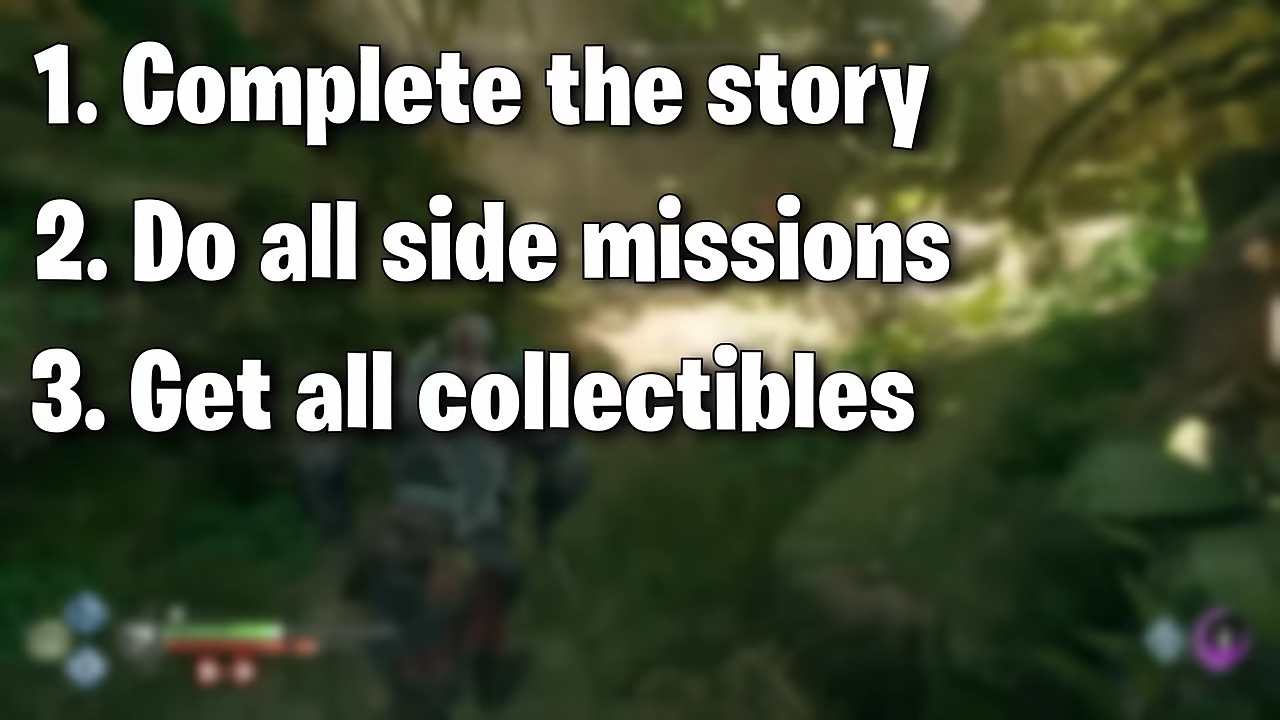 1. Complete the story
2. Do all side missions
3. Get all collectibles